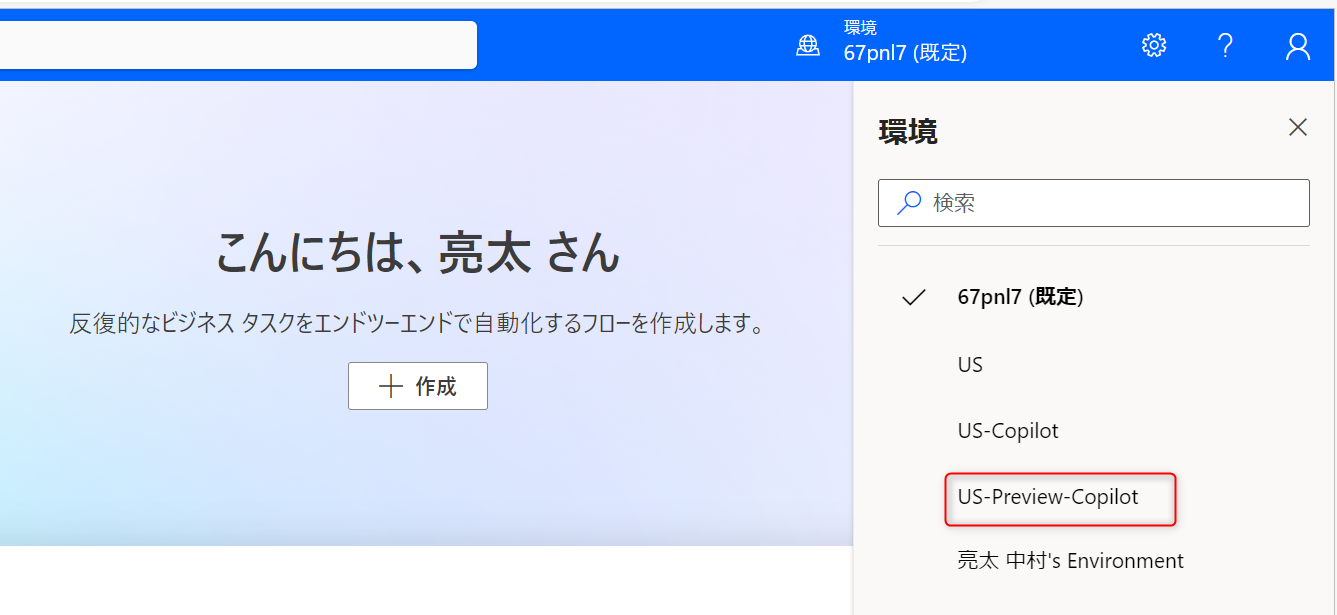 環境
67pnl7 (既定)
こんにちは、亮太 さん
反復的なビジネス タスクをエンドツーエンドで自動化するフローを作成します。
作成
環境
検索
67pnl7 (既定)
US
US-Copilot
US-Preview-Copilot
亮太 中村's Environment